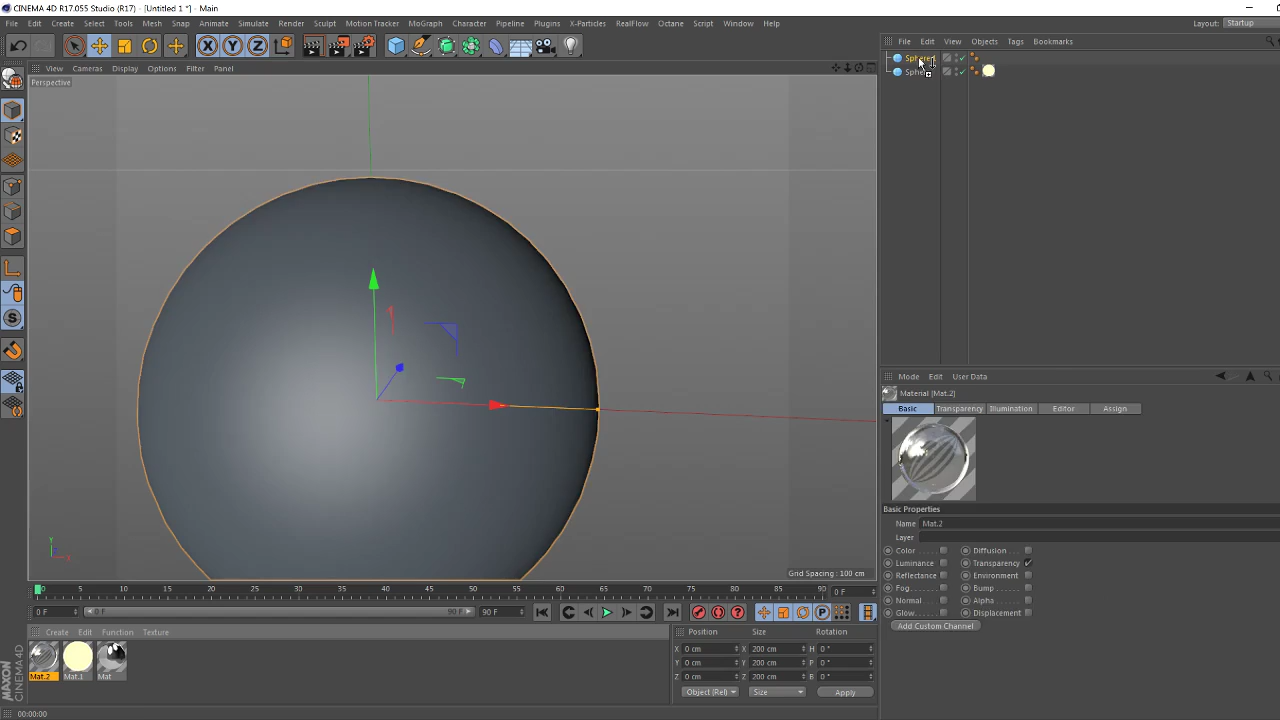 CINEMA 4D R17.055 Studio (R17) - [Untitled 1 *] - Main
File Edit Create Select Tools Mesh Snap Animate Simulate Render Sculpt Motion Tracker MoGraph Character Pipeline Plugins X-Particles RealFlow Octane Script Window Help
Layout: Startup
X Y Z
View Cameras Display Options Filter Panel
File Edit View Objects Tags Bookmarks
Perspective
Mode Edit User Data
Material [Mat.2]
Basic Transparency Illumination Editor Assign
Basic Properties
Name Mat.2
Layer
Color . . . . . Diffusion . . .
Luminance Transparency
Reflectance Environment
Fog. . . . . . Bump . . . .
Normal . . . . Alpha . . . .
Glow. . . . . Displacement
Add Custom Channel
Y
X
Grid Spacing : 100 cm
0 5 10 15 20 25 30 35 40 45 50 55 60 65 70 75 80 85 90 0 F
0 F 0 F 90 F 90 F
P
Create Edit Function Texture
Mat.2 Mat.1 Mat
Position Size Rotation
X 0 cm X 200 cm H 0 °
Y 0 cm Y 200 cm P 0 °
Z 0 cm Z 200 cm B 0 °
Object (Rel) Size Apply
MAXON
CINEMA 4D
00:00:00